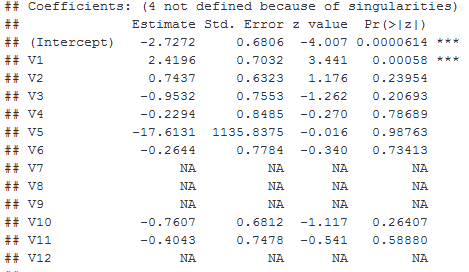 ## Coefficients: (4 not defined because of singularities)
##              Estimate Std. Error z value  Pr(>|z|)
## (Intercept)   -2.7272     0.6806  -4.007 0.0000614 ***
## V1             2.4196     0.7032   3.441   0.00058 ***
## V2             0.7437     0.6323   1.176   0.23954
## V3            -0.9532     0.7553  -1.262   0.20693
## V4            -0.2294     0.8485  -0.270   0.78689
## V5           -17.6131  1135.8375  -0.016   0.98763
## V6            -0.2644     0.7784  -0.340   0.73413
## V7                 NA         NA      NA        NA
## V8                 NA         NA      NA        NA
## V9                 NA         NA      NA        NA
## V10           -0.7607     0.6812  -1.117   0.26407
## V11           -0.4043     0.7478  -0.541   0.58880
## V12                NA         NA      NA        NA